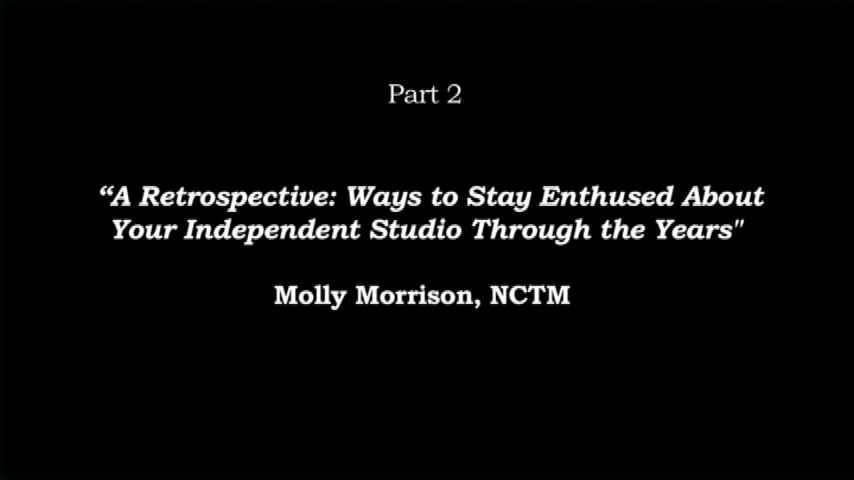 Part 2
“A Retrospective: Ways to Stay Enthused About
Your Independent Studio Through the Years"
Molly Morrison, NCTM